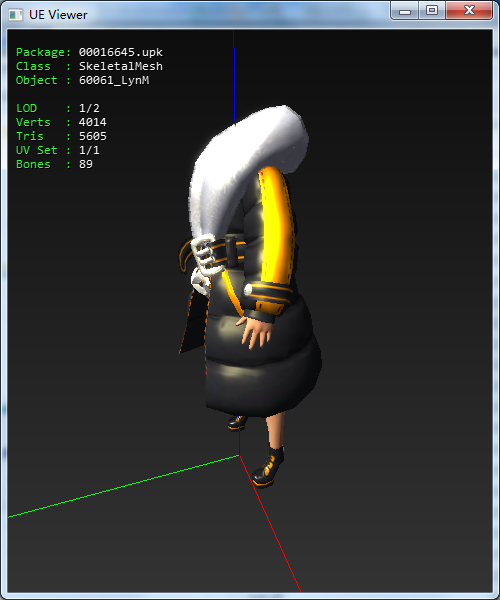 UE Viewer
Package: 00016645.upk
Class : SkeletalMesh
Object : 60061_LynM
LOD : 1/2
Verts : 4014
Tris : 5605
UV Set : 1/1
Bones : 89